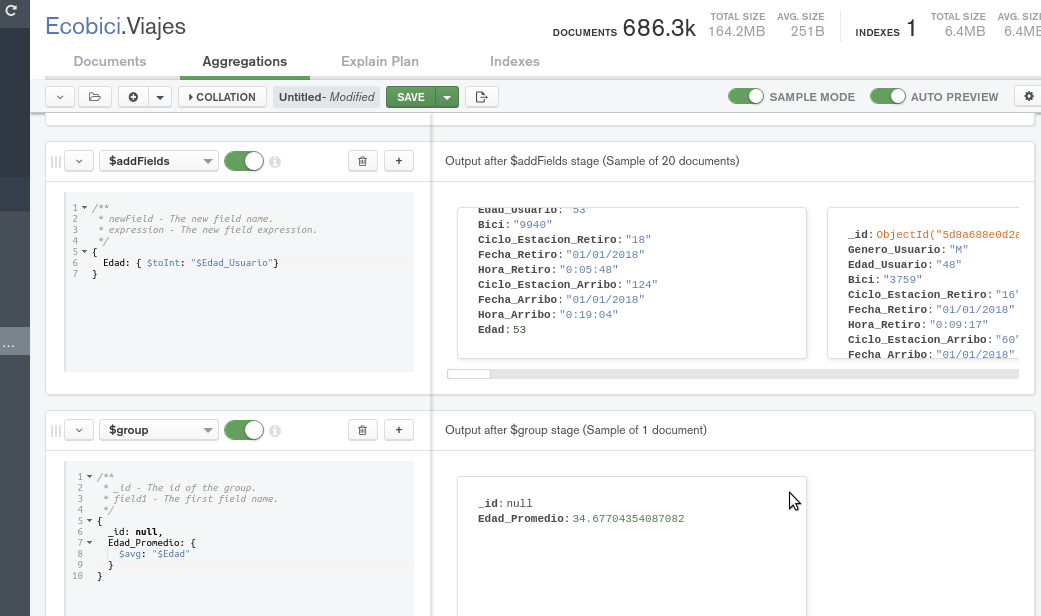 Ecobici.Viajes
DOCUMENTS 686.3k TOTAL SIZE 164.2MB AVG. SIZE 251B INDEXES 1 TOTAL SIZE 6.4MB AVG. SIZE 6.4MB
Documents Aggregations Explain Plan Indexes
COLLATION Untitled- Modified SAVE SAMPLE MODE AUTO PREVIEW
...
$addFields
Output after $addFields stage (Sample of 20 documents)
1 /**
2 * newField - The new field name.
3 * expression - The new field expression.
4 */
5 {
6 Edad: { $toInt: "$Edad_Usuario"}
7 }
Edad_Usuario: "53"
Bici: "9940"
Ciclo_Estacion_Retiro: "18"
Fecha_Retiro: "01/01/2018"
Hora_Retiro: "0:05:48"
Ciclo_Estacion_Arribo: "124"
Fecha_Arribo: "01/01/2018"
Hora_Arribo: "0:19:04"
Edad: 53
_id: ObjectId("5d8a688e0d2a
Genero_Usuario: "M"
Edad_Usuario: "48"
Bici: "3759"
Ciclo_Estacion_Retiro: "16"
Fecha_Retiro: "01/01/2018"
Hora_Retiro: "0:09:17"
Ciclo_Estacion_Arribo: "60"
Fecha_Arribo: "01/01/2018"
$group
Output after $group stage (Sample of 1 document)
1 /**
2 * _id - The id of the group.
3 * field1 - The first field name.
4 */
5 {
6 _id: null,
7 Edad_Promedio: {
8 $avg: "$Edad"
9 }
10 }
_id: null
Edad_Promedio: 34.67704354087082